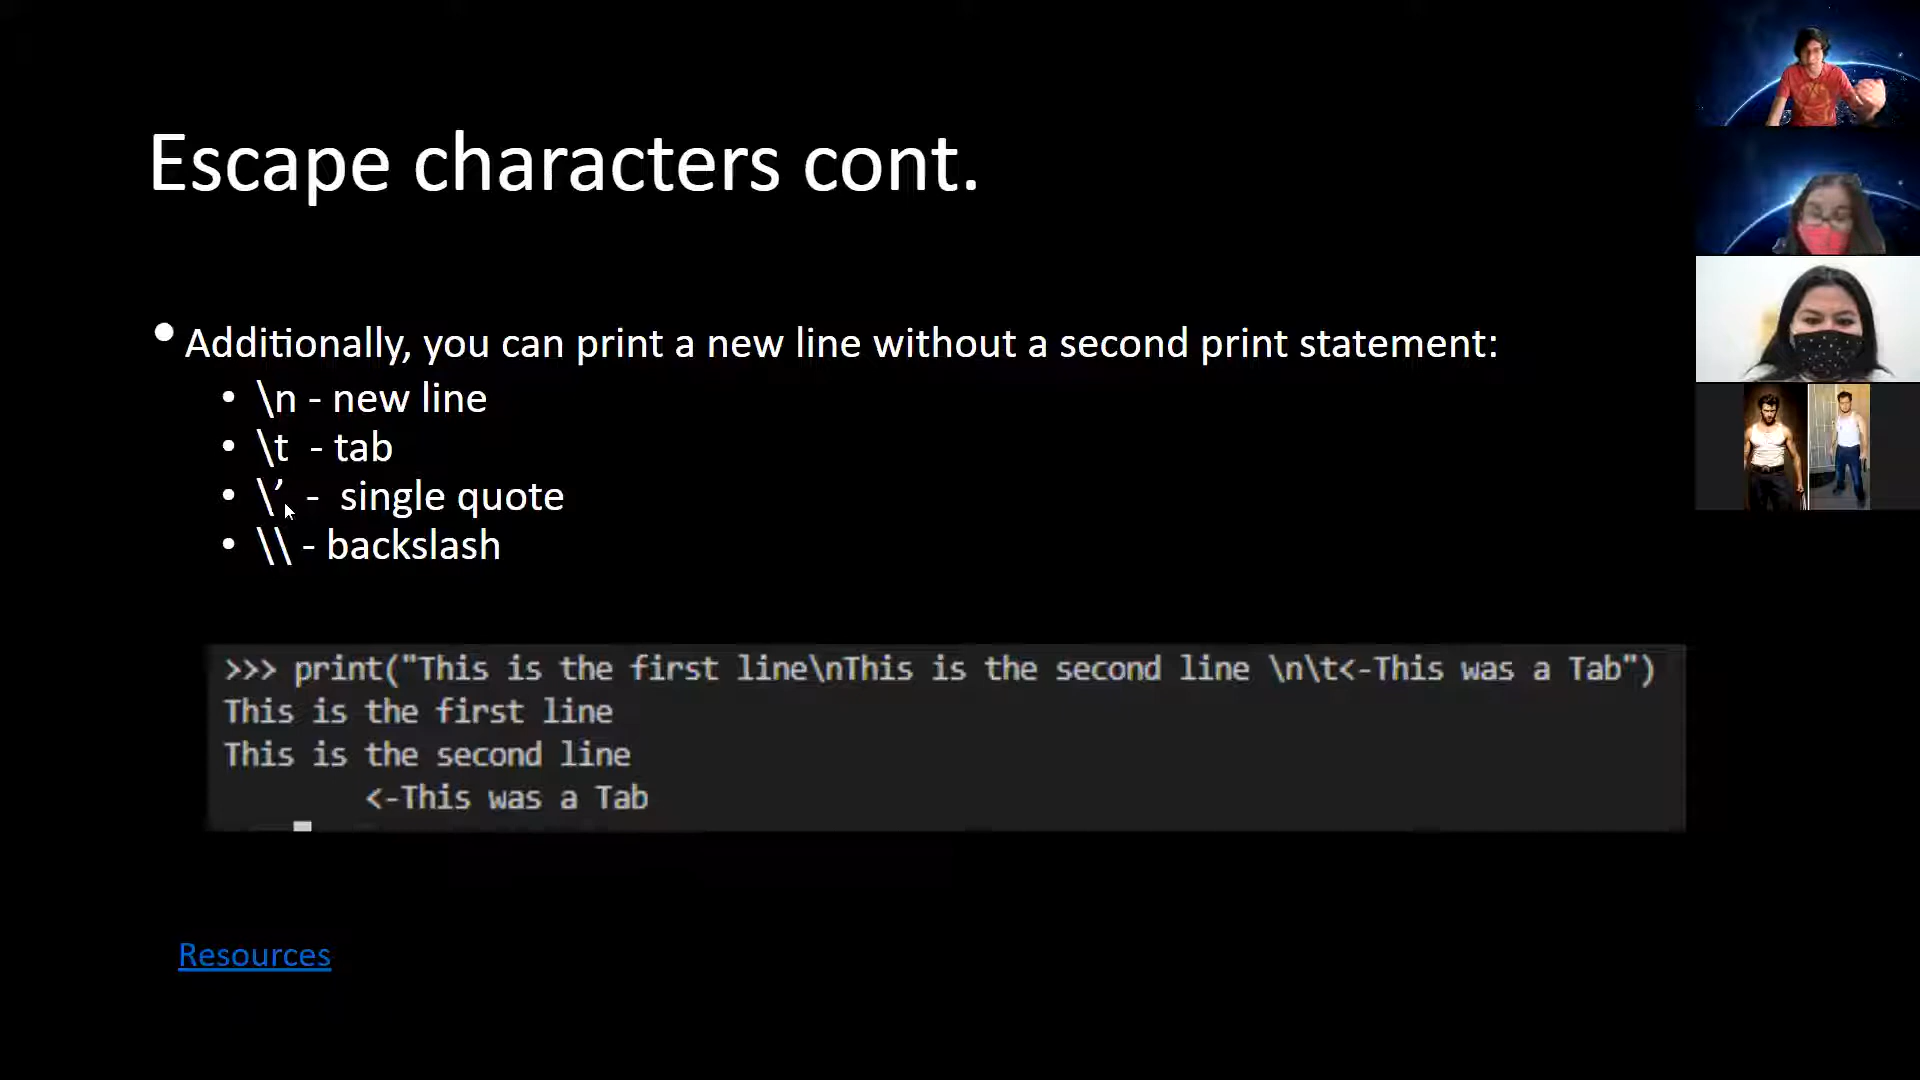 Escape characters cont.
• Additionally, you can print a new line without a second print statement:
• \n - new line
• \t - tab
• \’ - single quote
• \\ - backslash
>>> print("This is the first line\nThis is the second line \n\t<-This was a Tab")
This is the first line
This is the second line
<-This was a Tab
Resources